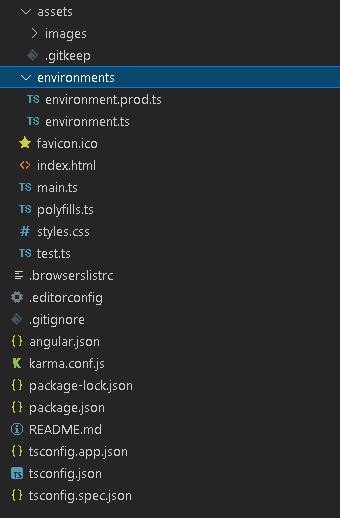 assets
images
.gitkeep
environments
TS environment.prod.ts
TS environment.ts
favicon.ico
<> index.html
TS main.ts
TS polyfills.ts
# styles.css
TS test.ts
.browserslistrc
.editorconfig
.gitignore
{} angular.json
K karma.conf.js
{} package-lock.json
{} package.json
i README.md
{} tsconfig.app.json
TS tsconfig.json
{} tsconfig.spec.json